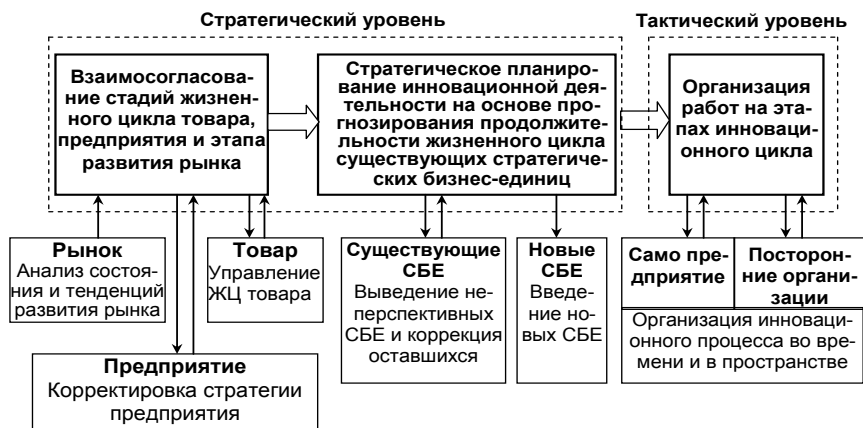 Стратегический уровень
Тактический уровень
Взаимосогласова-
ние стадий жизнен-
ного цикла товара,
предприятия и этапа
развития рынка
Стратегическое планиро-
вание инновационной дея-
тельности на основе про-
гнозирования продолжитель-
ности жизненного цикла
существующих стратегиче-
ских бизнес-единиц
Организация
работ на эта-
пах инноваци-
онного цикла
Рынок
Анализ состоя-
ния и тенденций
развития рынка
Товар
Управление
ЖЦ товара
Предприятие
Корректировка стратегии
предприятия
Существующие
СБЕ
Выведение не-
перспективных
СБЕ и коррекция
оставшихся
Новые
СБЕ
Введе-
ние но-
вых СБЕ
Само пред-
приятие
Посторон-
ние органи-
зации
Организация инноваци-
онного процесса во вре-
мени и в пространстве